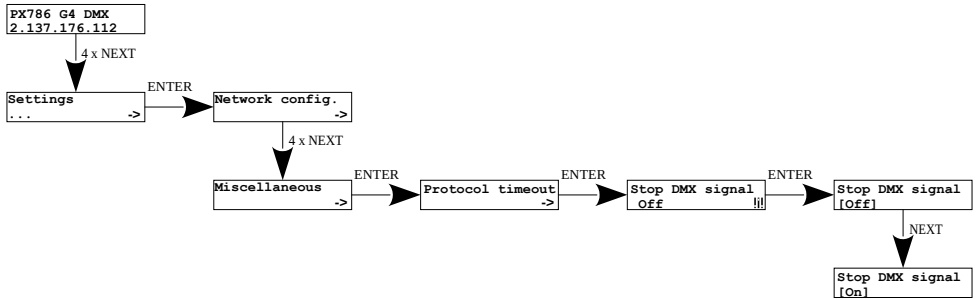 PX786 G4 DMX
2.137.176.112
4 x NEXT
Settings
... ->
ENTER
Network config.
->
4 x NEXT
Miscellaneous
->
ENTER
Protocol timeout
->
ENTER
Stop DMX signal
Off !i!
ENTER
Stop DMX signal
[Off]
NEXT
Stop DMX signal
[On]